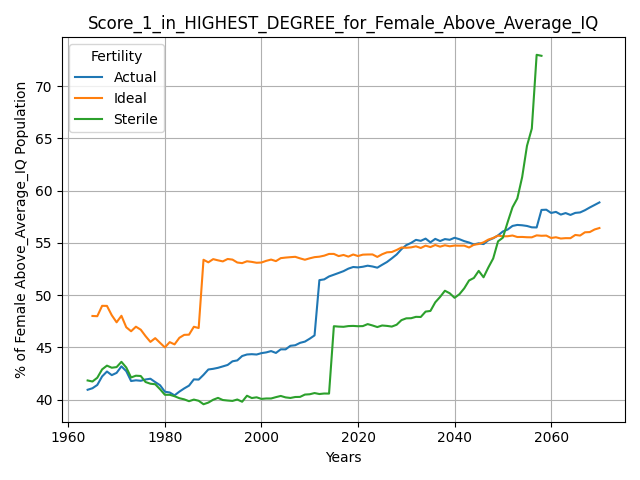 Score_1_in_HIGHEST_DEGREE_for_Female_Above_Average_IQ
Fertility
Actual
Ideal
Sterile
% of Female Above_Average_IQ Population
70
65
60
55
50
45
40
1960
1980
2000
2020
2040
2060
Years